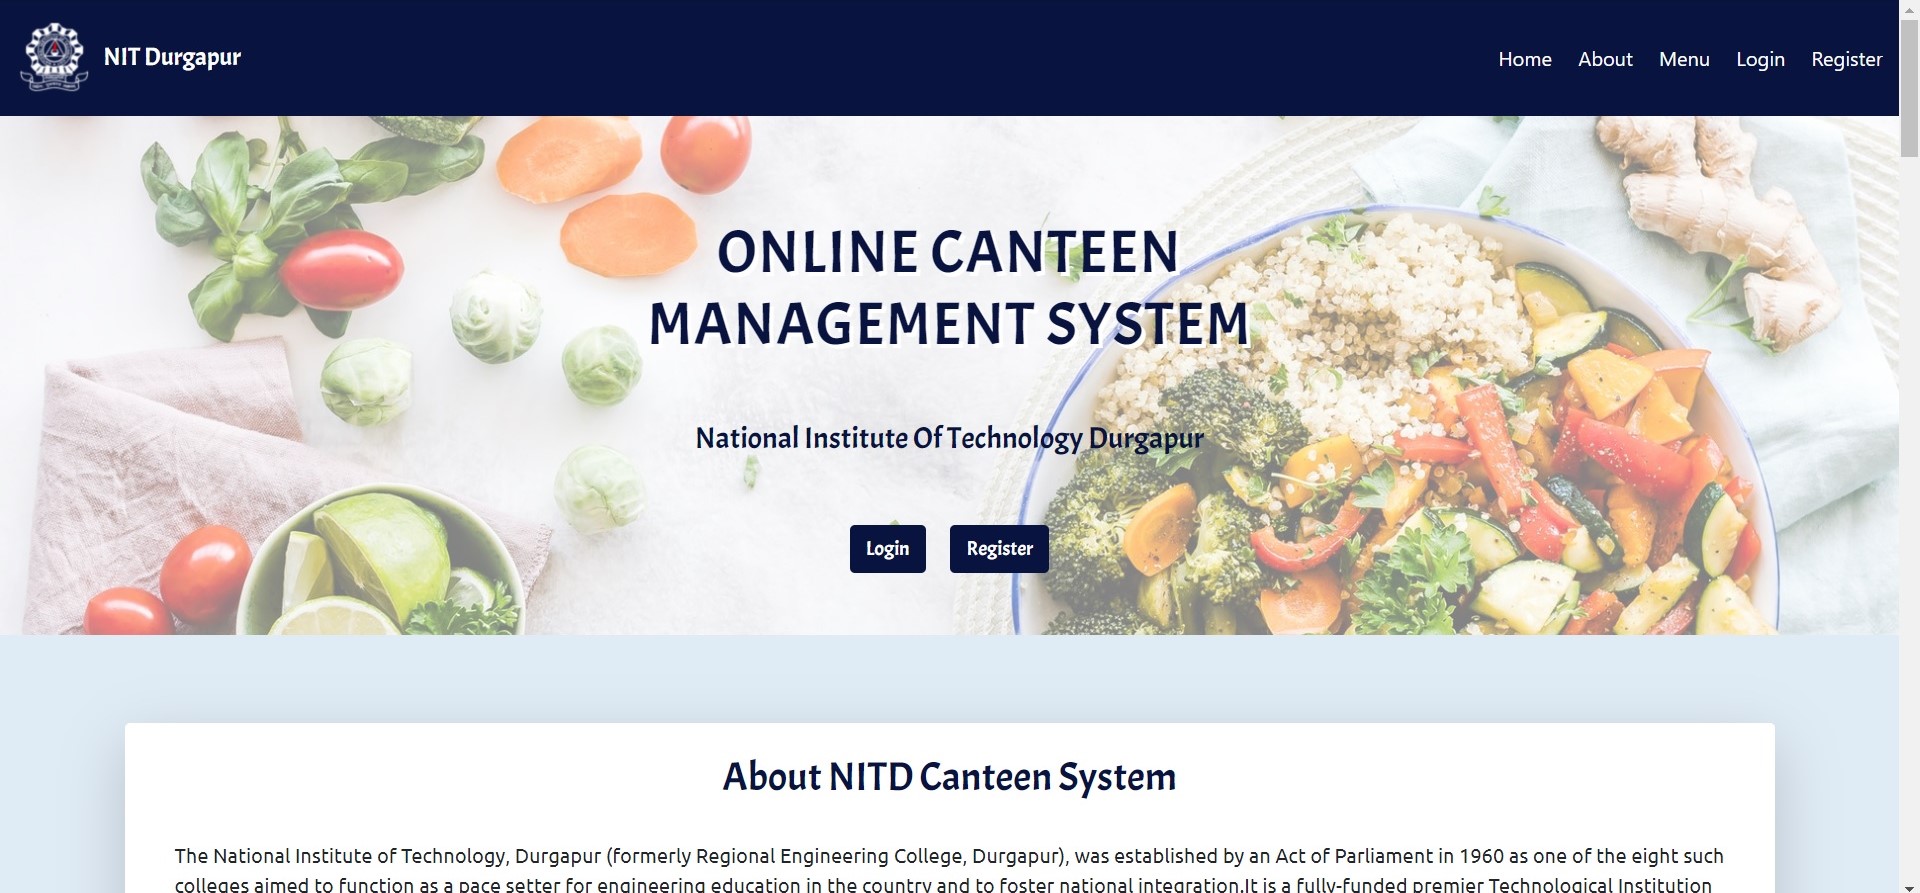 NIT Durgapur
Home About Menu Login Register
ONLINE CANTEEN
MANAGEMENT SYSTEM
National Institute Of Technology Durgapur
Login Register
About NITD Canteen System
The National Institute of Technology, Durgapur (formerly Regional Engineering College, Durgapur), was established by an Act of Parliament in 1960 as one of the eight such
colleges aimed to function as a pace setter for engineering education in the country and to foster national integration.It is a fully-funded premier Technological Institution